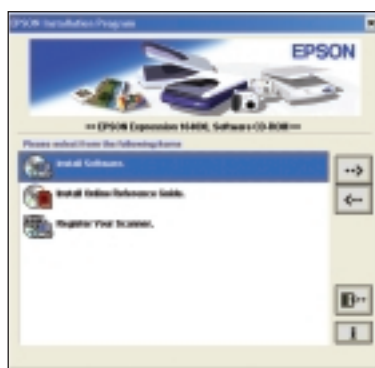 EPSON Installation Program
EPSON
== EPSON Expression 1640XL Software CD-ROM ==
Please select from the following items
Install Software.
Install Online Reference Guide.
Register Your Scanner.